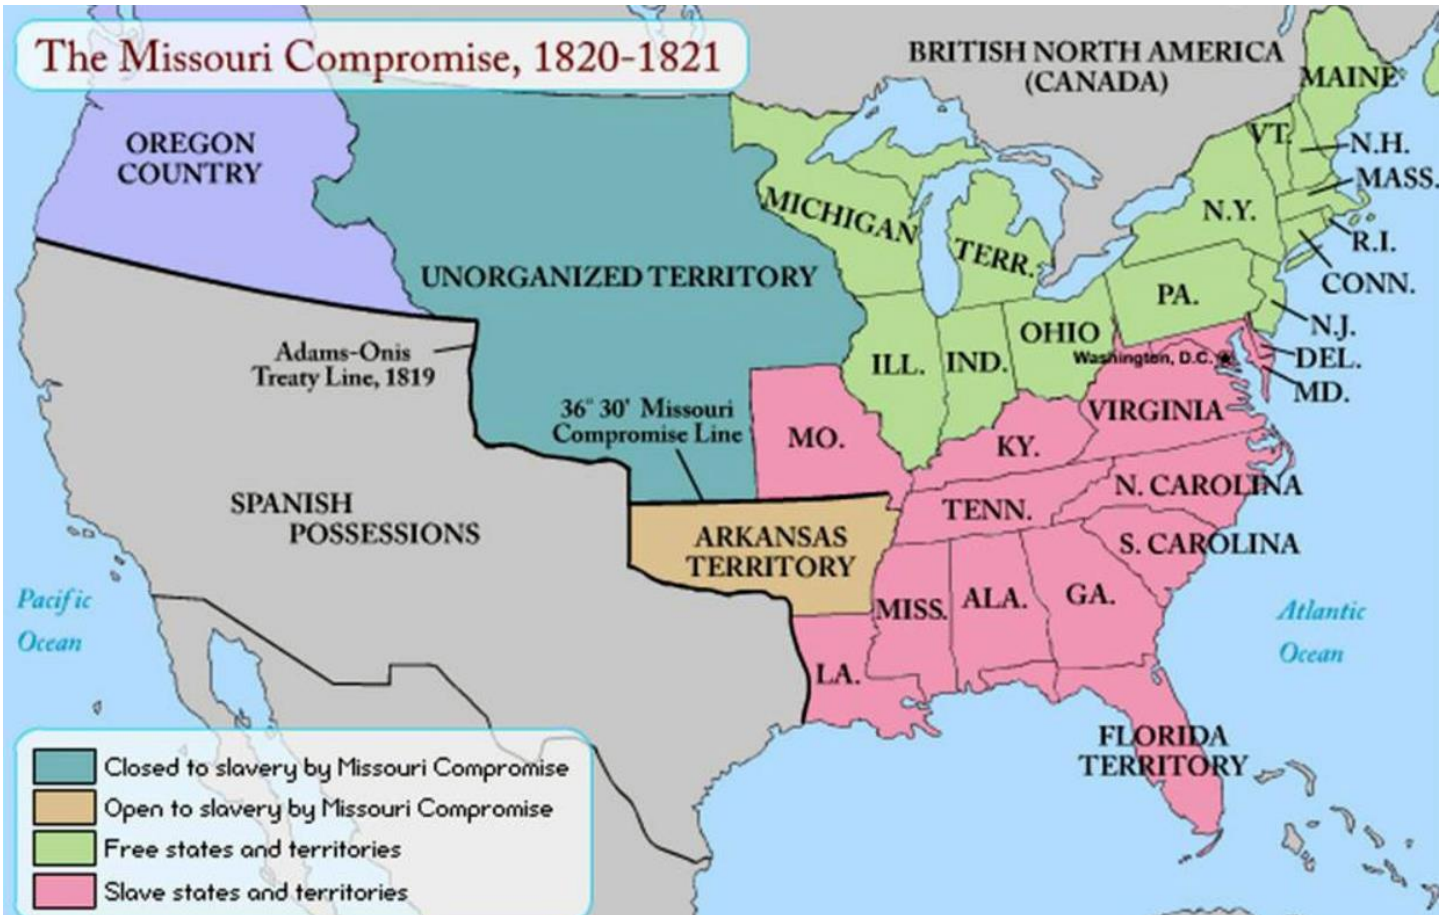 The Missouri Compromise, 1820-1821
BRITISH NORTH AMERICA
(CANADA)
MAINE
OREGON
COUNTRY
VT.
N.H.
MASS.
MICHIGAN
TERR.
N.Y.
R.I.
CONN.
UNORGANIZED TERRITORY
PA.
N.J.
OHIO
Washington, D.C.
DEL.
MD.
ILL.
IND.
Adams-Onis
Treaty Line, 1819
36° 30' Missouri
Compromise Line
MO.
VIRGINIA
KY.
N. CAROLINA
TENN.
SPANISH
POSSESSIONS
ARKANSAS
TERRITORY
S. CAROLINA
MISS.
ALA.
GA.
Pacific
Ocean
Atlantic
Ocean
LA.
FLORIDA
TERRITORY
Closed to slavery by Missouri Compromise
Open to slavery by Missouri Compromise
Free states and territories
Slave states and territories